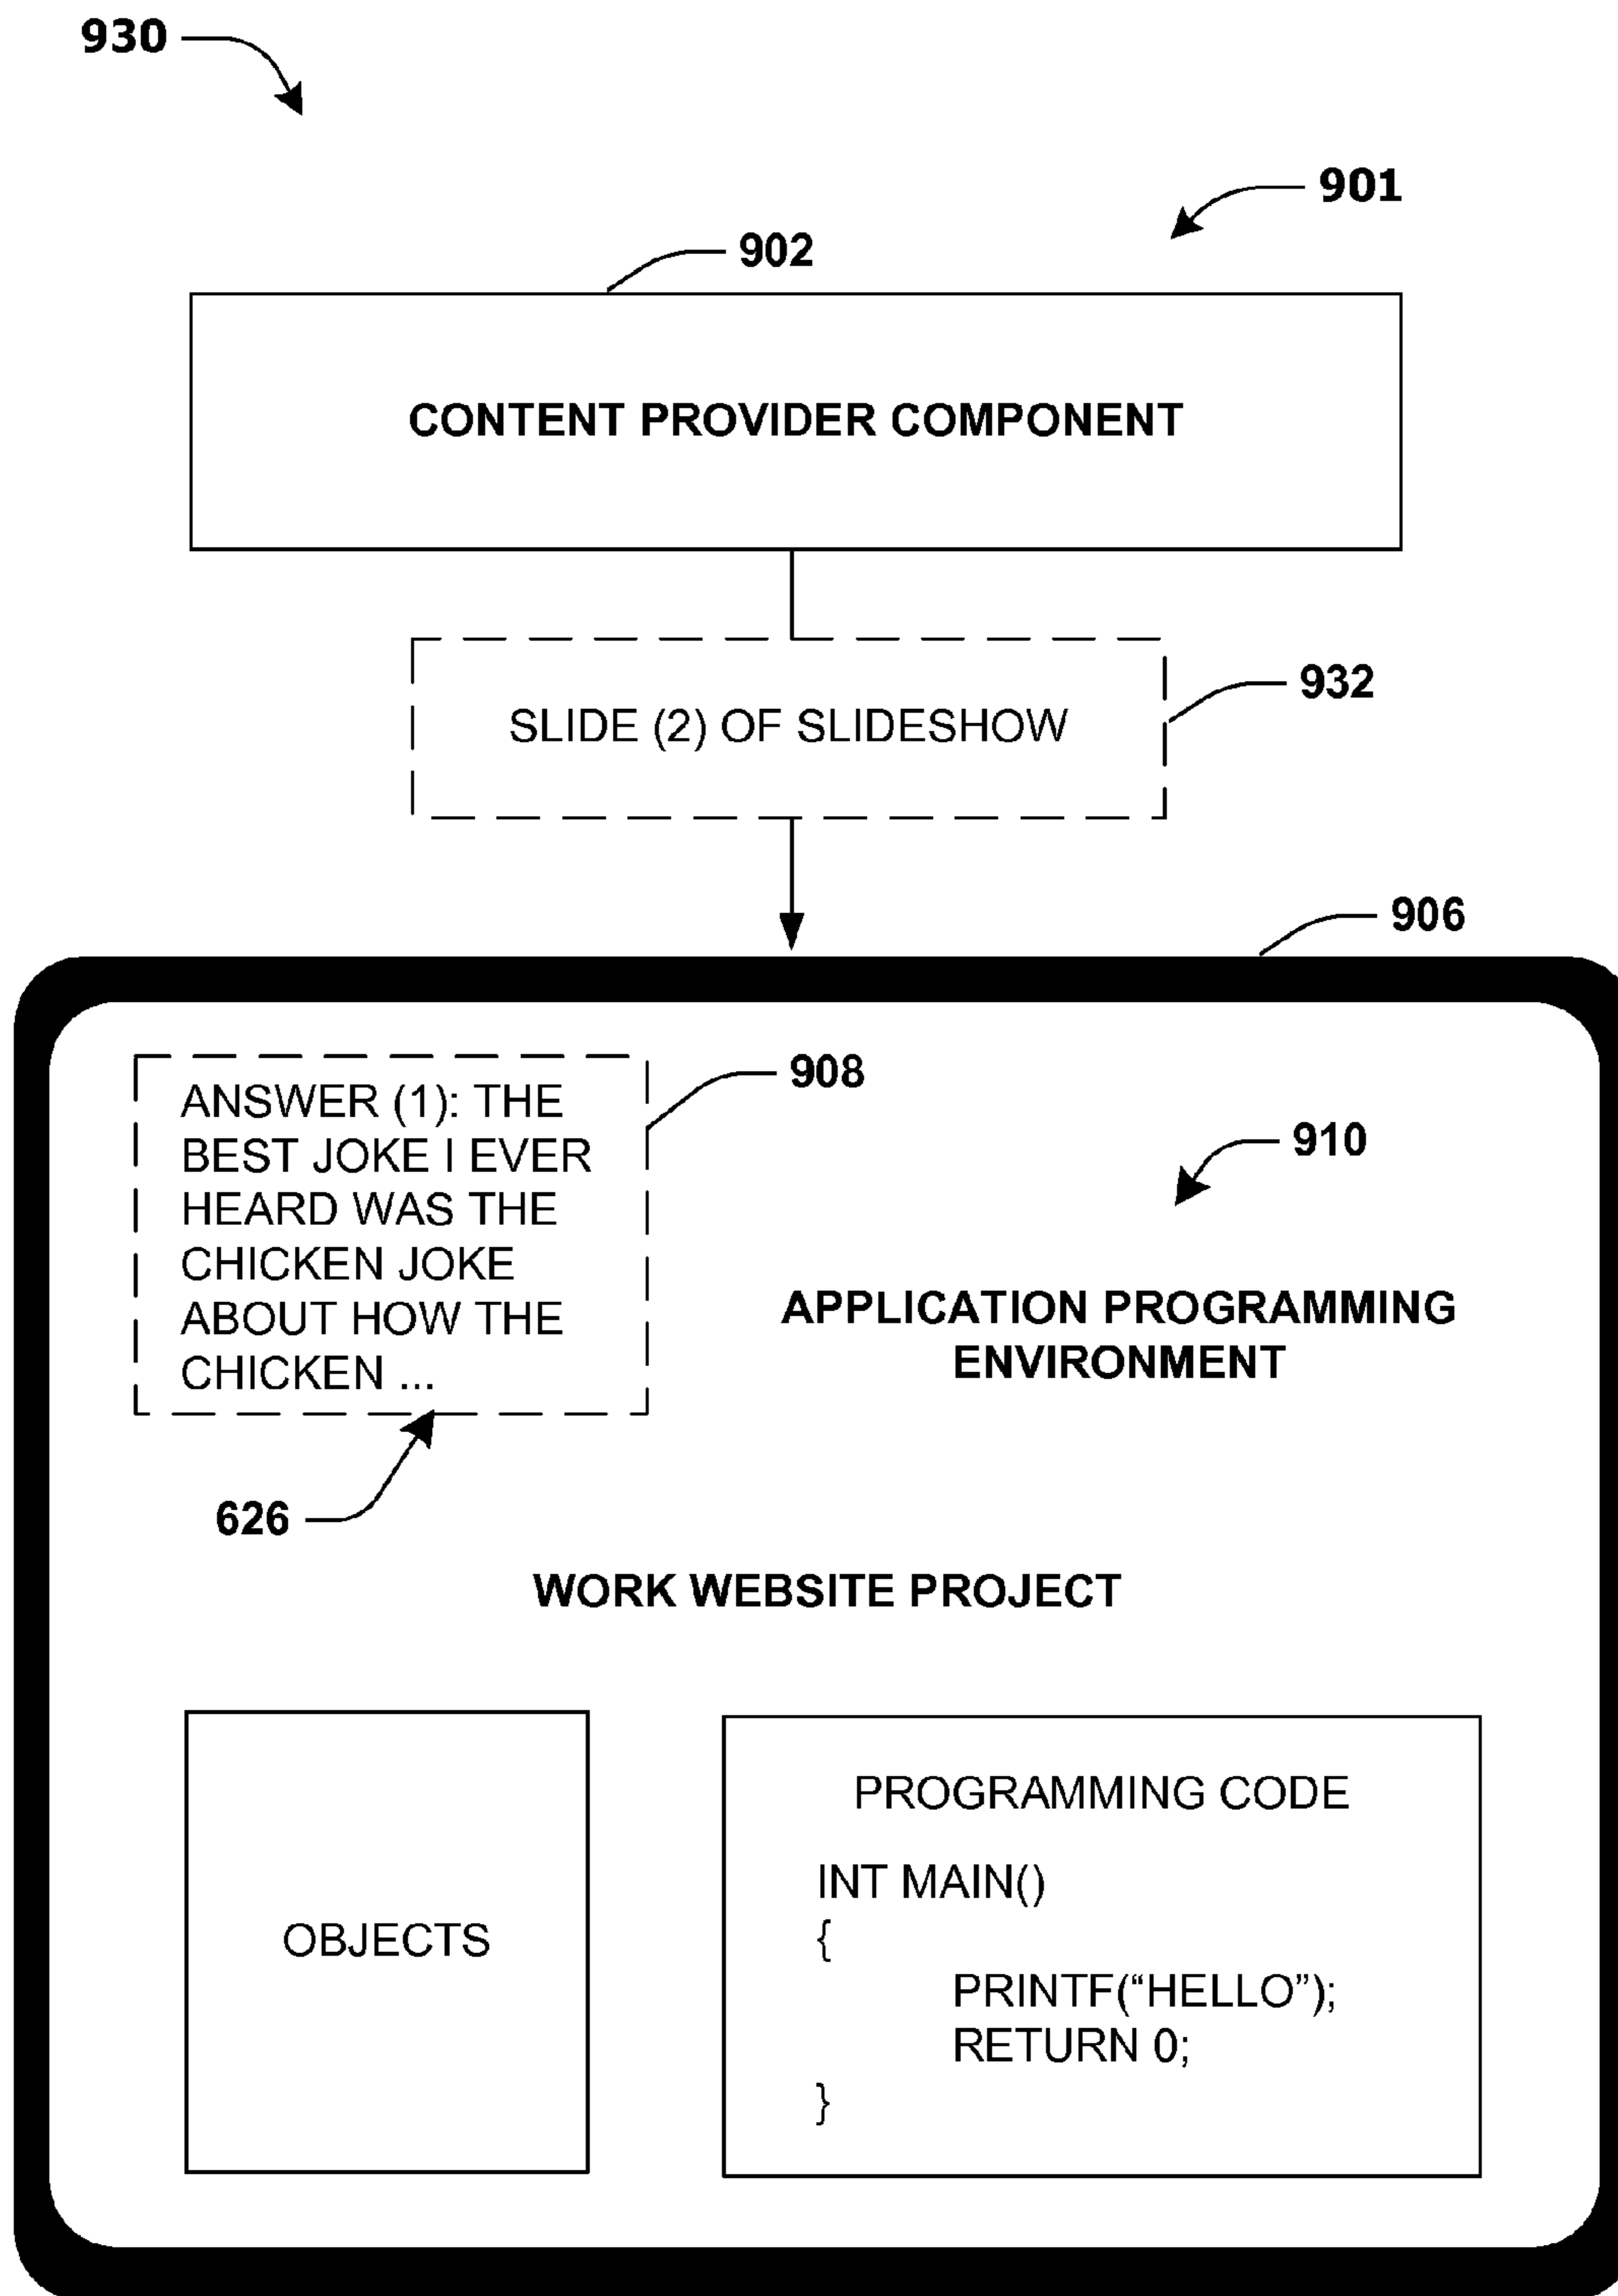 930
901
902
CONTENT PROVIDER COMPONENT
932
SLIDE (2) OF SLIDESHOW
906
908
ANSWER (1): THE
BEST JOKE I EVER
HEARD WAS THE
CHICKEN JOKE
ABOUT HOW THE
CHICKEN ...
910
APPLICATION PROGRAMMING
ENVIRONMENT
626
WORK WEBSITE PROJECT
OBJECTS
PROGRAMMING CODE
INT MAIN()
{
PRINTF(“HELLO”);
RETURN 0;
}